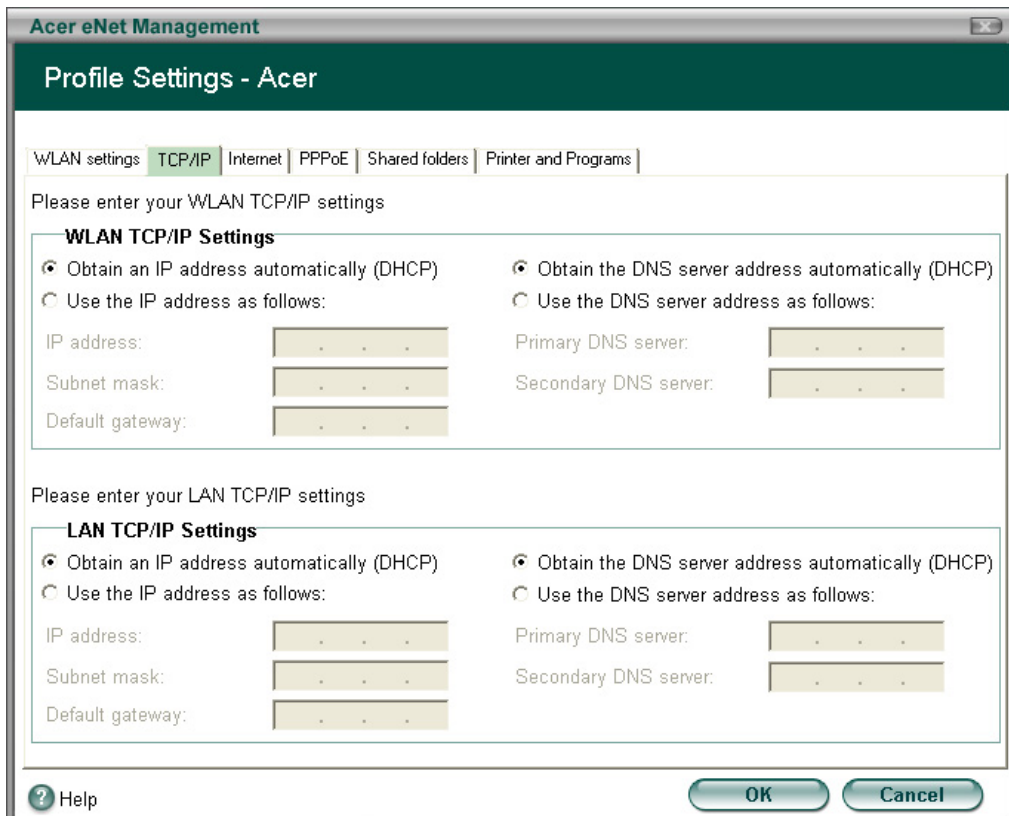 Acer eNet Management
Profile Settings - Acer
WLAN settings TCP/IP Internet PPPoE Shared folders Printer and Programs
Please enter your WLAN TCP/IP settings
WLAN TCP/IP Settings
Obtain an IP address automatically (DHCP) Obtain the DNS server address automatically (DHCP)
Use the IP address as follows: Use the DNS server address as follows:
IP address: Primary DNS server:
Subnet mask: Secondary DNS server:
Default gateway:
Please enter your LAN TCP/IP settings
LAN TCP/IP Settings
Obtain an IP address automatically (DHCP) Obtain the DNS server address automatically (DHCP)
Use the IP address as follows: Use the DNS server address as follows:
IP address: Primary DNS server:
Subnet mask: Secondary DNS server:
Default gateway:
? Help OK Cancel